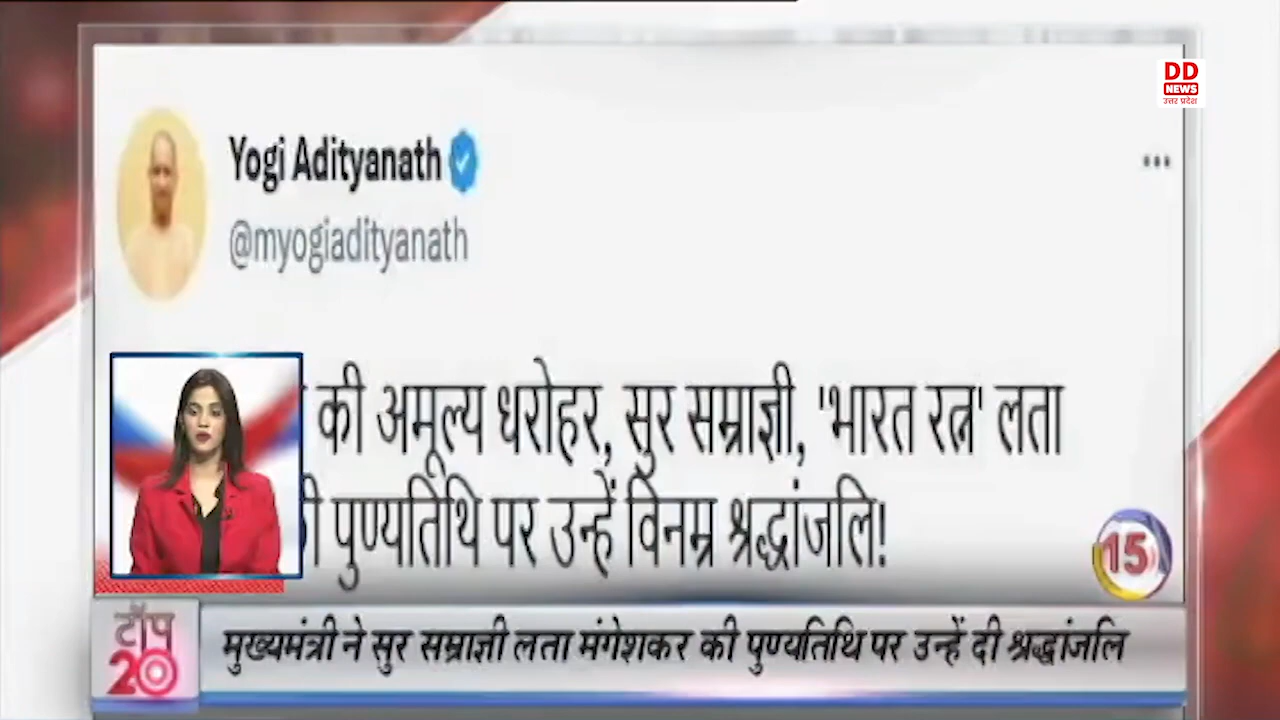 DD
NEWS
उत्तर प्रदेश
Yogi Adityanath
@myogiadityanath
की अमूल्य धरोहर, सुर सम्राज्ञी, 'भारत रत्न' लता
पुण्यतिथि पर उन्हें विनम्र श्रद्धांजलि!
15
टॉप
20
मुख्यमंत्री ने सुर सम्राज्ञी लता मंगेशकर की पुण्यतिथि पर उन्हें दी श्रद्धांजलि